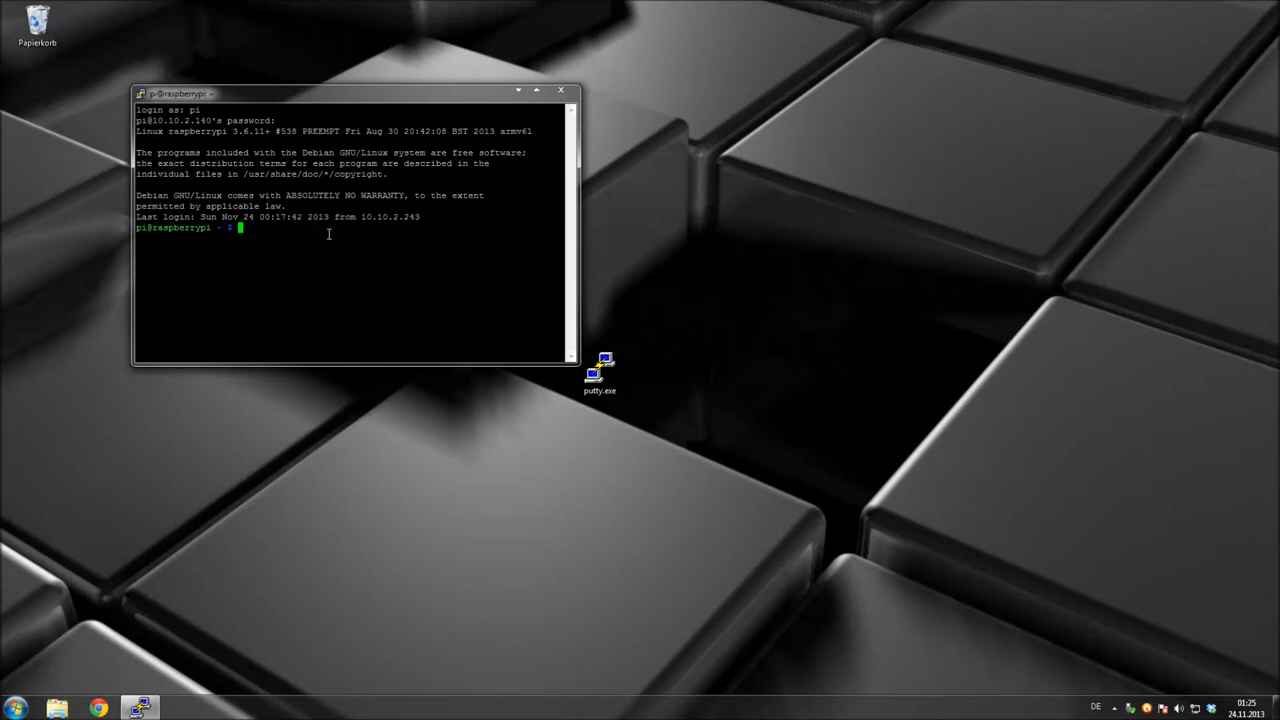 Papierkorb
pi@raspberrypi: ~
login as: pi
pi@10.10.2.140's password:
Linux raspberrypi 3.6.11+ #538 PREEMPT Fri Aug 30 20:42:08 BST 2013 armv6l
The programs included with the Debian GNU/Linux system are free software;
the exact distribution terms for each program are described in the
individual files in /usr/share/doc/*/copyright.
Debian GNU/Linux comes with ABSOLUTELY NO WARRANTY, to the extent
permitted by applicable law.
Last login: Sun Nov 24 00:17:42 2013 from 10.10.2.243
pi@raspberrypi ~ $
putty.exe
DE
01:25
24.11.2013